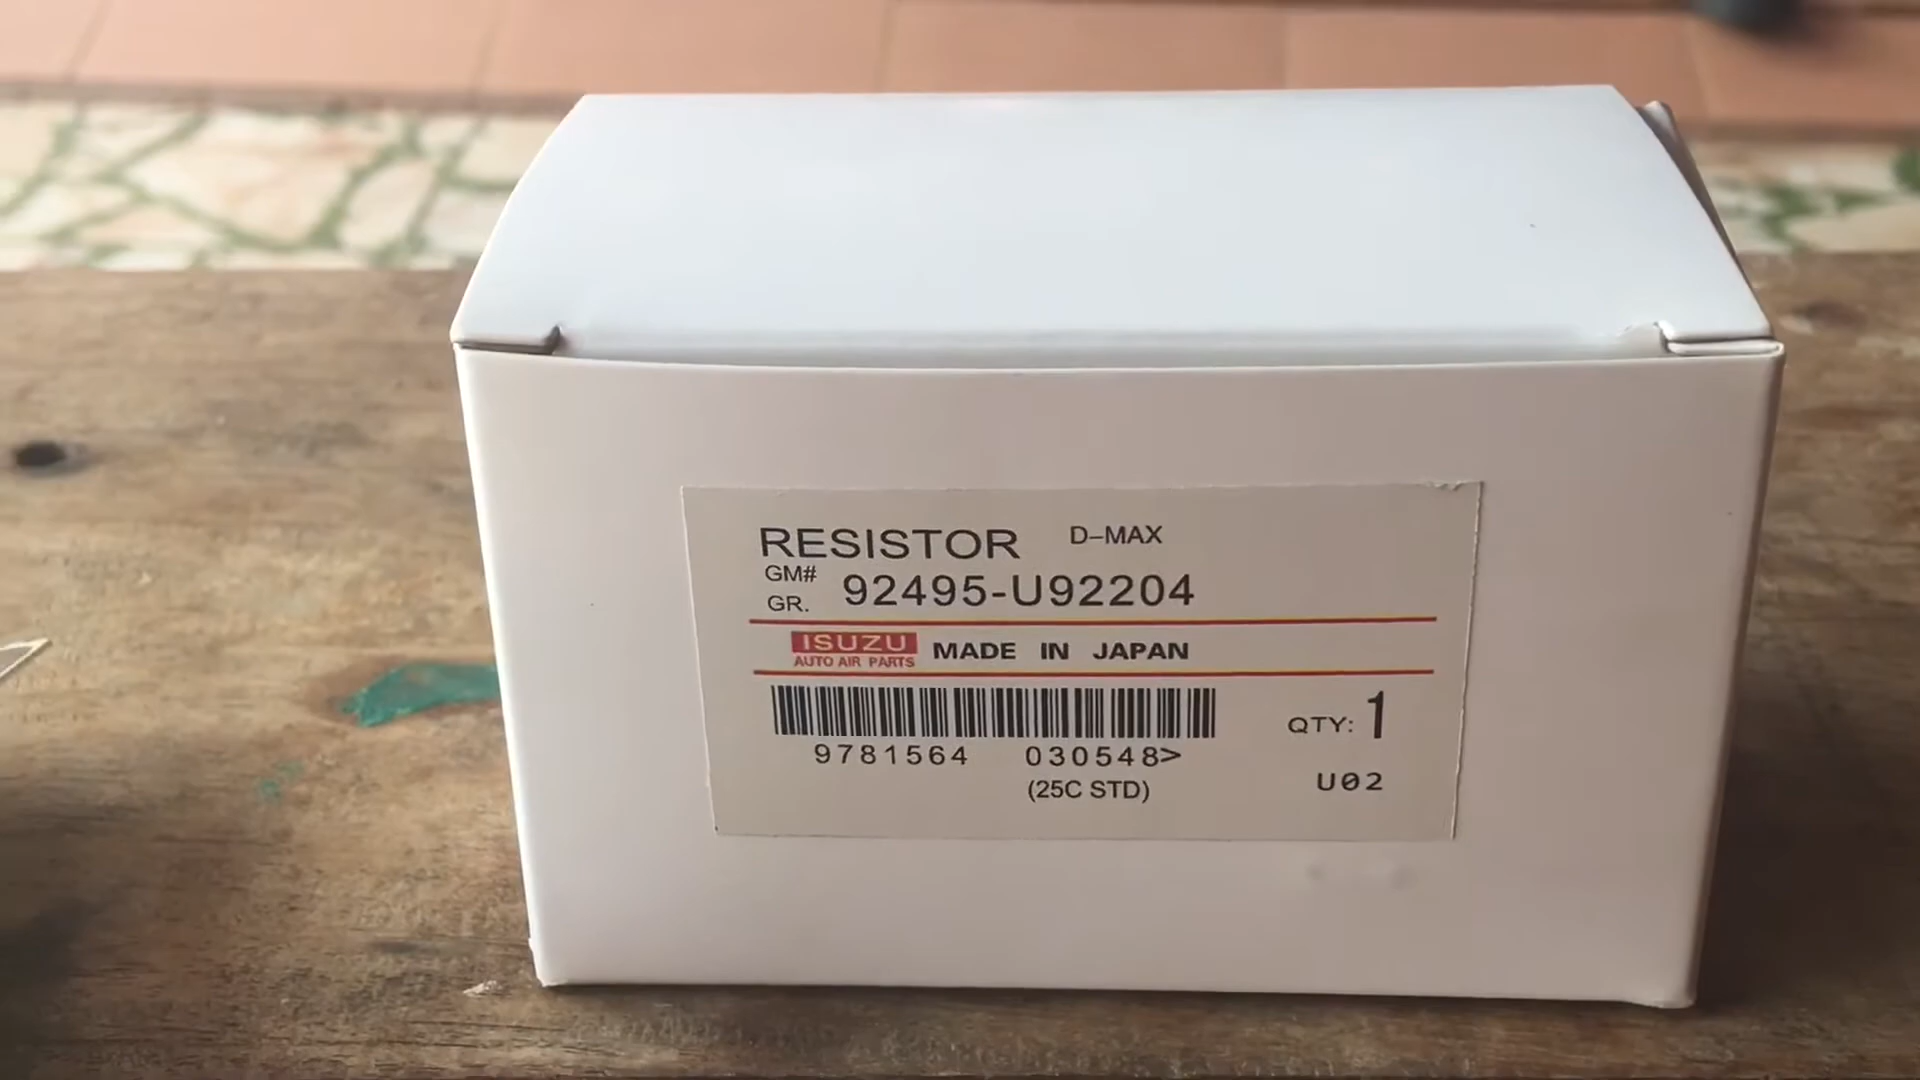 RESISTOR D-MAX
GM#
GR. 92495-U92204
ISUZU
AUTO AIR PARTS
MADE IN JAPAN
9781564 030548>
QTY: 1
(25C STD)
U02